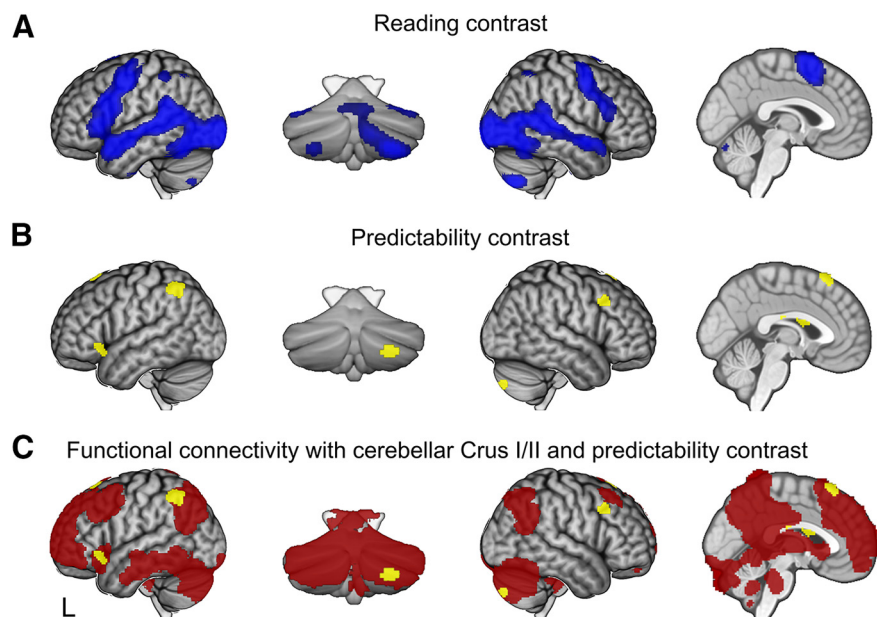 A
Reading contrast
B
Predictability contrast
C
Functional connectivity with cerebellar Crus I/II and predictability contrast
L